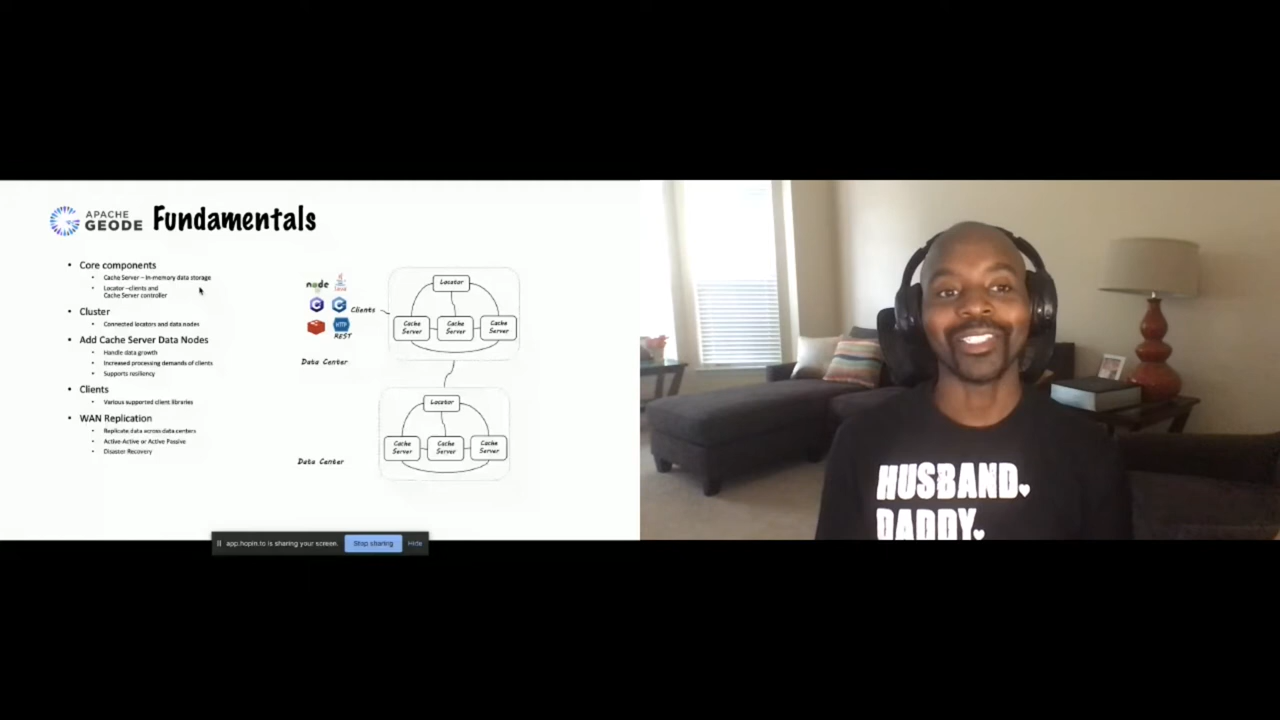 APACHE
GEODE
Fundamentals
• Core components
• Cache Server – In-memory data storage
• Locator –clients and
Cache Server controller
• Cluster
• Connected locators and data nodes
• Add Cache Server Data Nodes
• Handle data growth
• Increased processing demands of clients
• Supports resiliency
• Clients
• Various supported client libraries
• WAN Replication
• Replicate data across data centers
• Active-Active or Active Passive
• Disaster Recovery
node
Java
C
C
HTTP
REST
Clients
Data Center
Locator
Cache
Server
Cache
Server
Cache
Server
Data Center
Locator
Cache
Server
Cache
Server
Cache
Server
app.hopin.to is sharing your screen.
Stop sharing
Hide
HUSBAND.
DADDY.